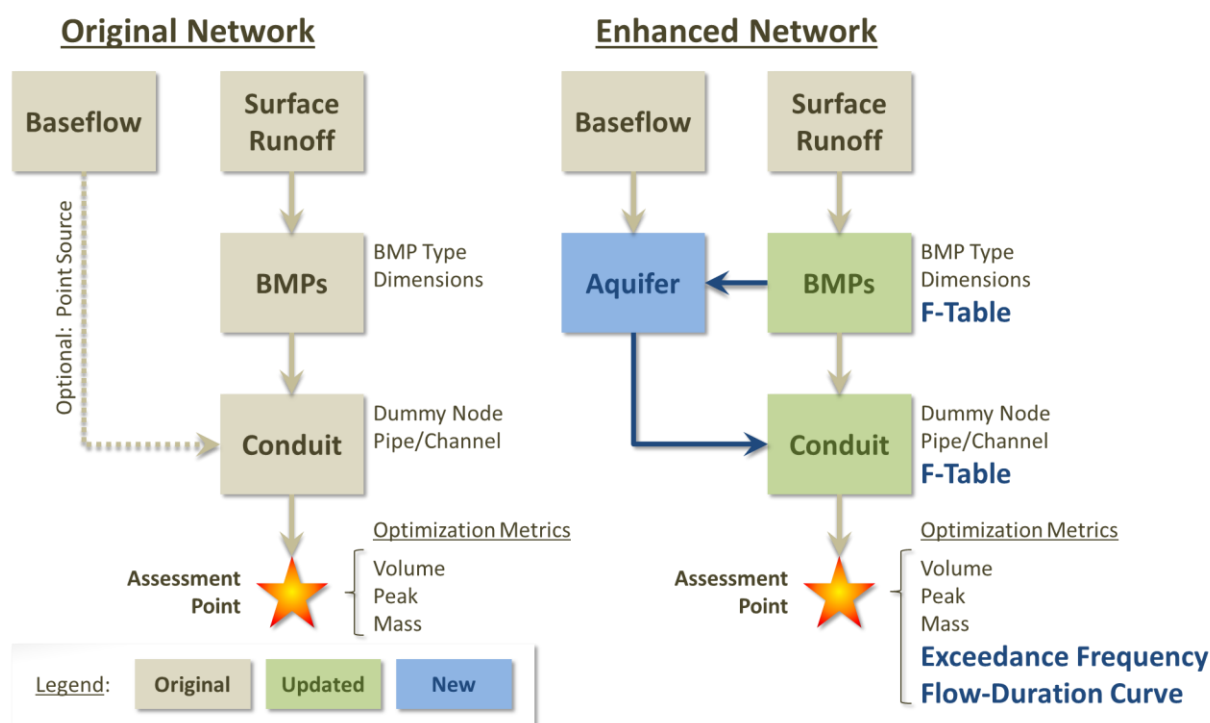 Original Network
Baseflow
Surface
Runoff
Optional: Point Source
BMPs
BMP Type
Dimensions
Conduit
Dummy Node
Pipe/Channel
Assessment
Point
Optimization Metrics
Volume
Peak
Mass
Enhanced Network
Baseflow
Surface
Runoff
Aquifer
BMPs
BMP Type
Dimensions
F-Table
Conduit
Dummy Node
Pipe/Channel
F-Table
Assessment
Point
Optimization Metrics
Volume
Peak
Mass
Exceedance Frequency
Flow-Duration Curve
Legend: Original Updated New